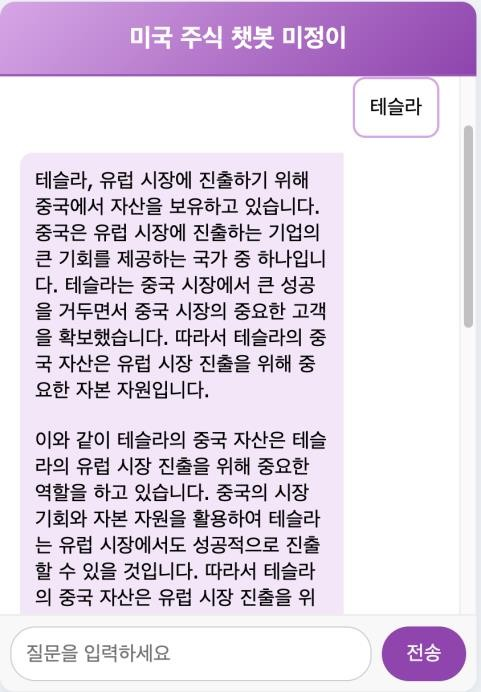 미국 주식 챗봇 미정이
테슬라
테슬라, 유럽 시장에 진출하기 위해
중국에서 자산을 보유하고 있습니다.
중국은 유럽 시장에 진출하는 기업의
큰 기회를 제공하는 국가 중 하나입니
다. 테슬라는 중국 시장에서 큰 성공
을 거두면서 중국 시장의 중요한 고객
을 확보했습니다. 따라서 테슬라의 중
국 자산은 유럽 시장 진출을 위해 중
요한 자본 자원입니다.
이와 같이 테슬라의 중국 자산은 테슬
라의 유럽 시장 진출을 위해 중요한
역할을 하고 있습니다. 중국의 시장
기회와 자본 자원을 활용하여 테슬라
는 유럽 시장에서도 성공적으로 진출
할 수 있을 것입니다. 따라서 테슬라
의 중국 자산은 유럽 시장 진출을 위
질문을 입력하세요
전송